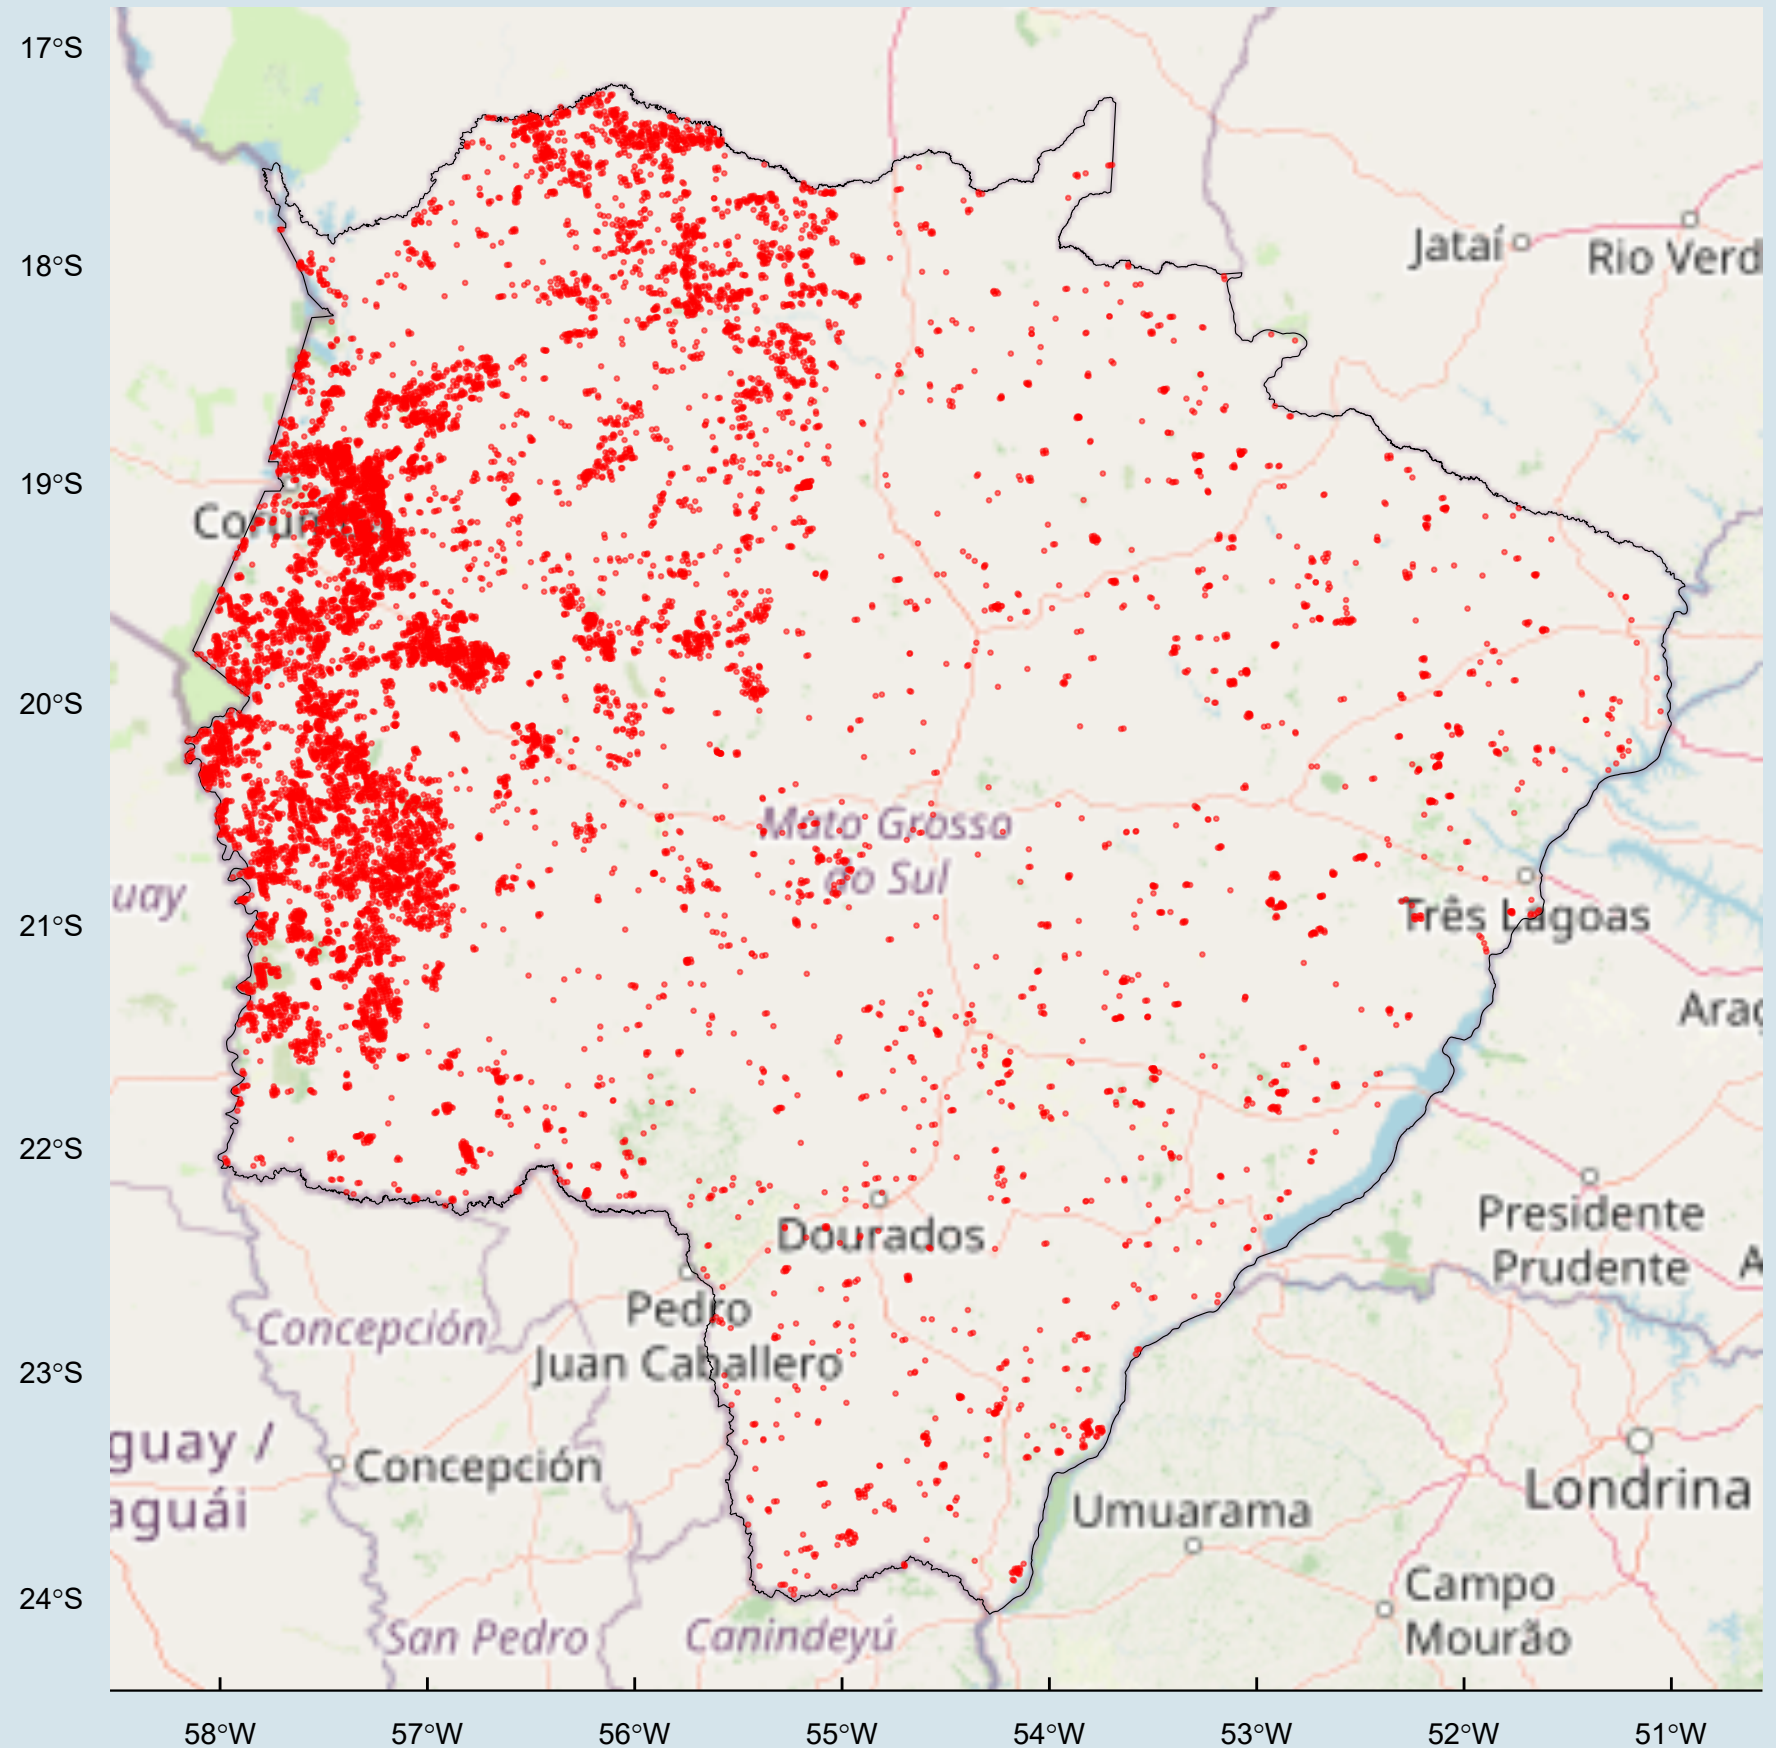 17°S
18°S
19°S
20°S
21°S
22°S
23°S
24°S
Jataí
Rio Verd
Mato Grosso
do Sul
uay
Três Lagoas
Araç
Dourados
Presidente
Prudente
A
Pedro
Juan Caballero
Concepción
guay /
aguái
Concepción
Umuarama
Londrina
Campo
Mourão
San Pedro
Canindeyú
58°W
57°W
56°W
55°W
54°W
53°W
52°W
51°W